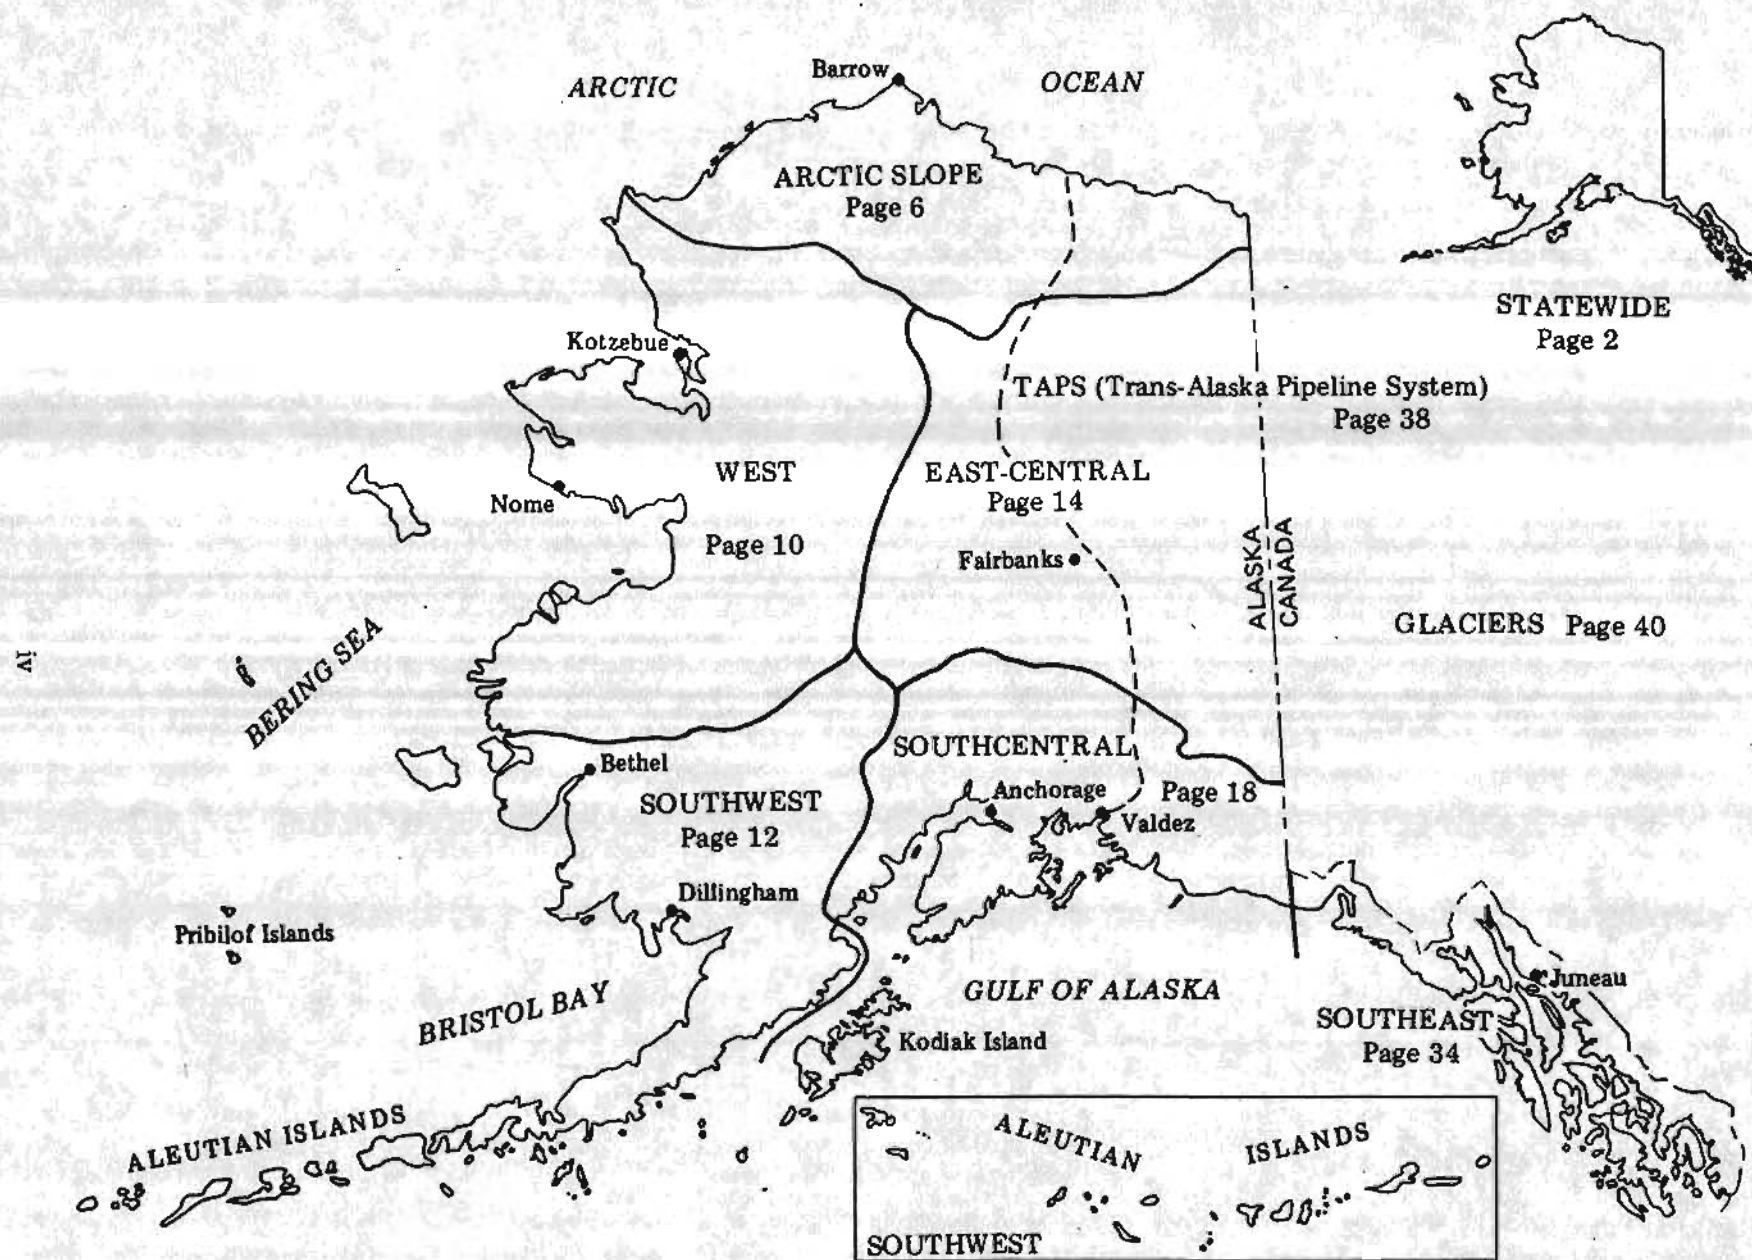 ARCTIC
Barrow
OCEAN
ARCTIC SLOPE
Page 6
STATEWIDE
Page 2
Kotzebue
TAPS (Trans-Alaska Pipeline System)
Page 38
WEST
Page 10
EAST-CENTRAL
Page 14
Nome
Fairbanks
ALASKA
CANADA
GLACIERS Page 40
iv
BERING SEA
SOUTHCENTRAL
Page 18
Bethel
SOUTHWEST
Page 12
Anchorage
Valdez
Dillingham
Pribilof Islands
BRISTOL BAY
GULF OF ALASKA
Juneau
SOUTHEAST
Page 34
Kodiak Island
ALEUTIAN ISLANDS
ALEUTIAN ISLANDS
SOUTHWEST